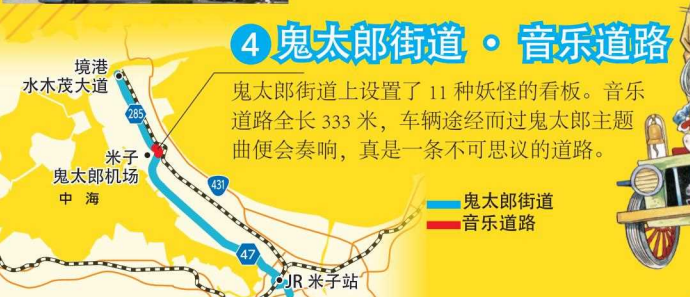 4 鬼太郎街道・音乐道路
鬼太郎街道上设置了 11 种妖怪的看板。音乐
道路全长 333 米，车辆途经而过鬼太郎主题
曲便会奏响，真是一条不可思议的道路。
境港
水木茂大道
285
米子
鬼太郎机场
中海
431
47
JR 米子站
鬼太郎街道
音乐道路